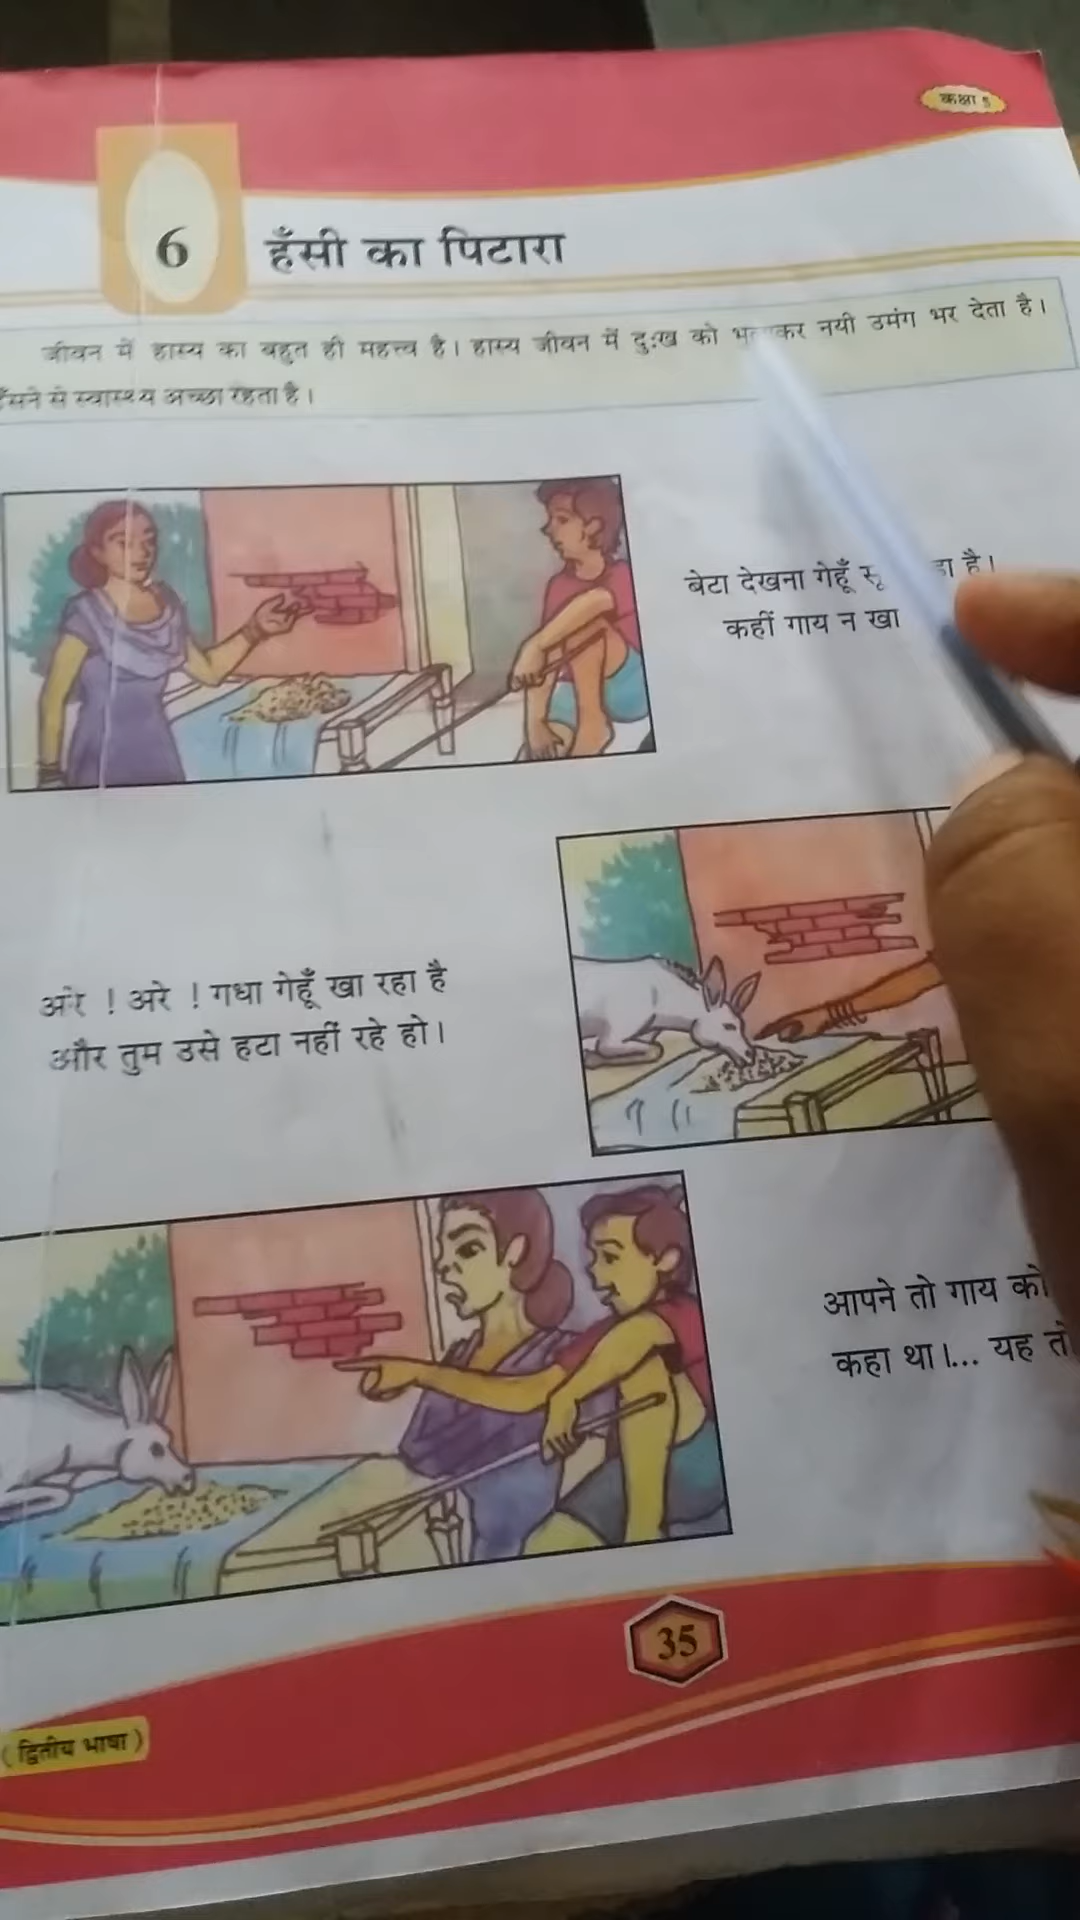 कक्षा 5
6
हँसी का पिटारा
जीवन में हास्य का बहुत ही महत्त्व है। हास्य जीवन में दुःख को नयी उमंग भर देता है।
से स्वास्थ्य अच्छा रहता है।
बेटा देखना गेहूँ है।
कहीं गाय न खा
अरे ! अरे ! गधा गेहूँ खा रहा है
और तुम उसे हटा नहीं रहे हो।
आपने तो गाय को
कहा था।... यह तो
35
(द्वितीय भाषा)